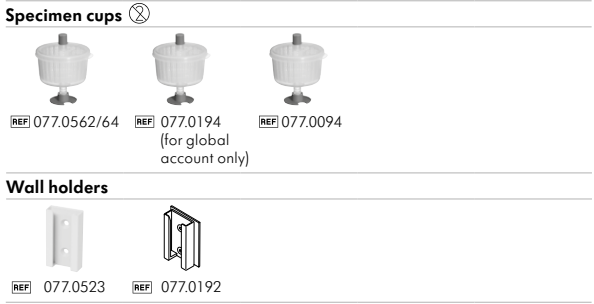 Specimen cups
REF 077.0562/64 REF 077.0194 REF 077.0094
(for global
account only)
Wall holders
REF 077.0523 REF 077.0192